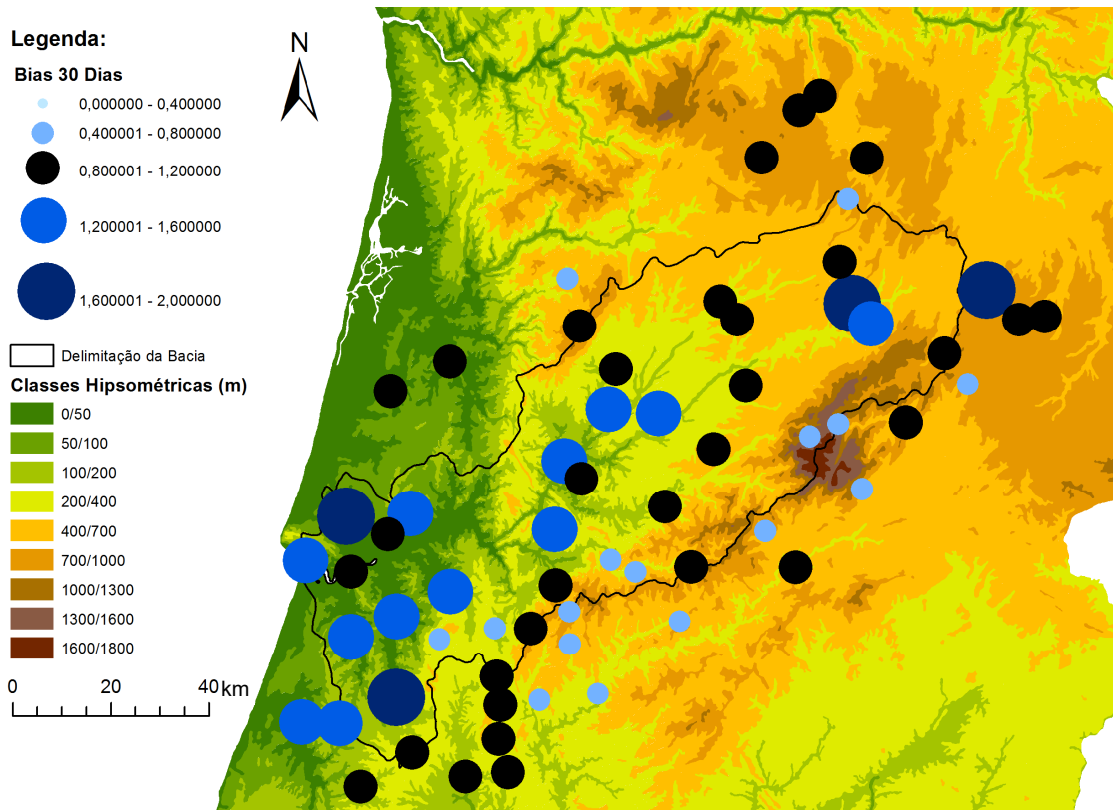 Legenda:
N
Bias 30 Dias
0,000000 - 0,400000
0,400001 - 0,800000
0,800001 - 1,200000
1,200001 - 1,600000
1,600001 - 2,000000
Delimitação da Bacia
Classes Hipsométricas (m)
0/50
50/100
100/200
200/400
400/700
700/1000
1000/1300
1300/1600
1600/1800
0 20 40 km